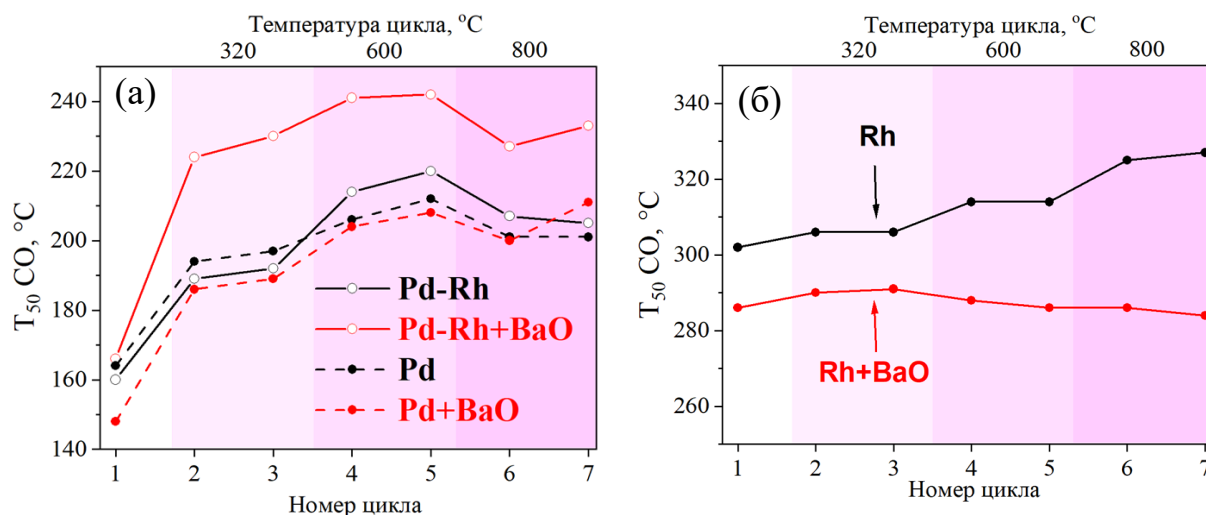 Температура цикла, °C
320 600 800
(а)
T50 CO, °C
240
220
200
180
160
140
Pd-Rh
Pd-Rh+BaO
Pd
Pd+BaO
1 2 3 4 5 6 7
Номер цикла
Температура цикла, °C
320 600 800
(б)
T50 CO, °C
340
320
300
280
260
Rh
Rh+BaO
1 2 3 4 5 6 7
Номер цикла